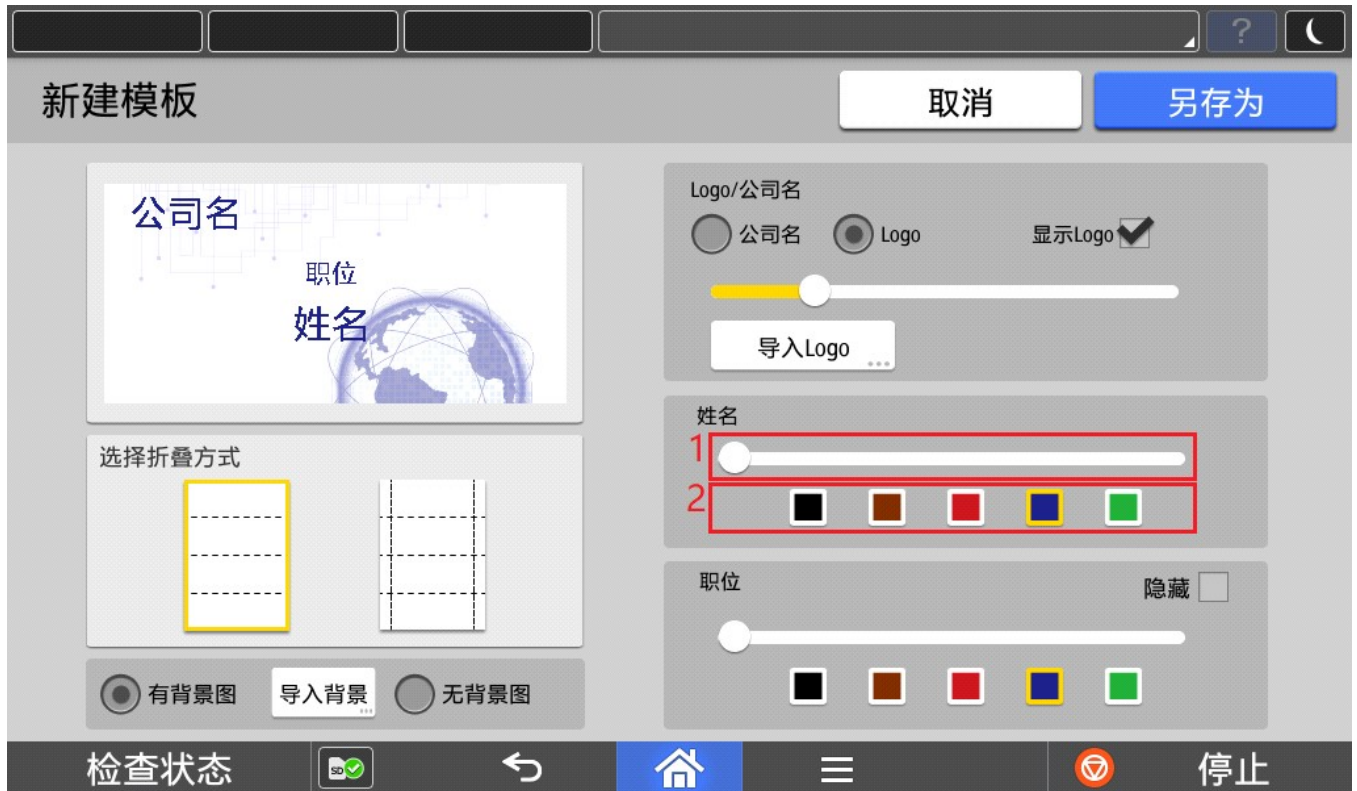 ?
新建模板
取消
另存为
公司名
职位
姓名
选择折叠方式
有背景图
导入背景
无背景图
Logo/公司名
公司名
Logo
显示Logo
导入Logo
姓名
1
2
职位
隐藏
检查状态
SD
停止